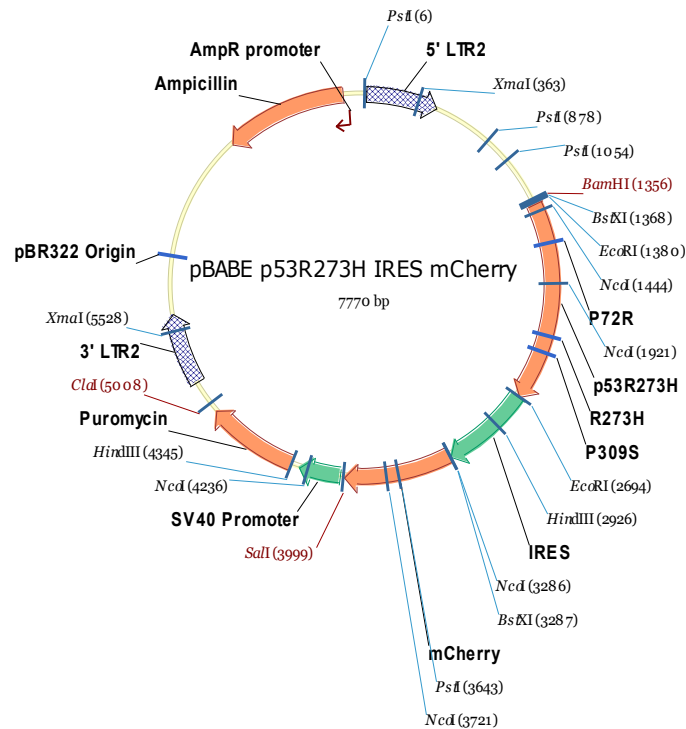 PstI (6)
AmpR promoter
5' LTR2
Ampicillin
XmaI (363)
PstI (878)
PstI (1054)
BamHI (1356)
BstXI (1368)
EcoRI (1380)
NcoI (1444)
pBR322 Origin
pBABE p53R273H IRES mCherry
7770 bp
P72R
XmaI (5528)
NcoI (1921)
3' LTR2
p53R273H
ClaI (5008)
R273H
Puromycin
P309S
HindIII (4345)
NcoI (4236)
EcoRI (2694)
SV40 Promoter
HindIII (2926)
SalI (3999)
IRES
NcoI (3286)
BstXI (3287)
mCherry
PstI (3643)
NcoI (3721)